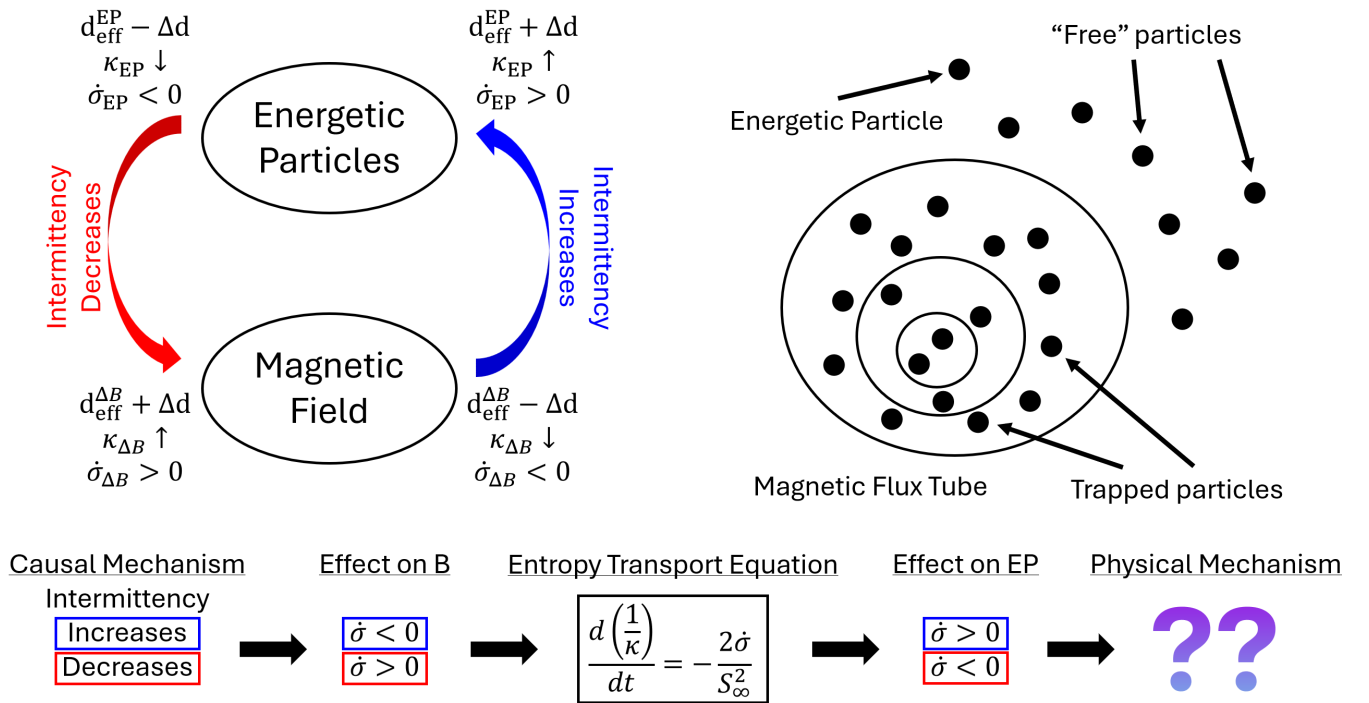 d_eff^EP − Δd
κ_EP ↓
σ̇_EP < 0
d_eff^EP + Δd
κ_EP ↑
σ̇_EP > 0
Energetic
Particles
Intermittency
Decreases
Intermittency
Increases
Magnetic
Field
d_eff^ΔB + Δd
κ_ΔB ↑
σ̇_ΔB > 0
d_eff^ΔB − Δd
κ_ΔB ↓
σ̇_ΔB < 0
“Free” particles
Energetic Particle
Magnetic Flux Tube
Trapped particles
Causal Mechanism
Intermittency
Increases
Decreases
Effect on B
σ̇ < 0
σ̇ > 0
Entropy Transport Equation
d(1/κ)/dt = − 2σ̇/S_∞^2
Effect on EP
σ̇ > 0
σ̇ < 0
Physical Mechanism
??